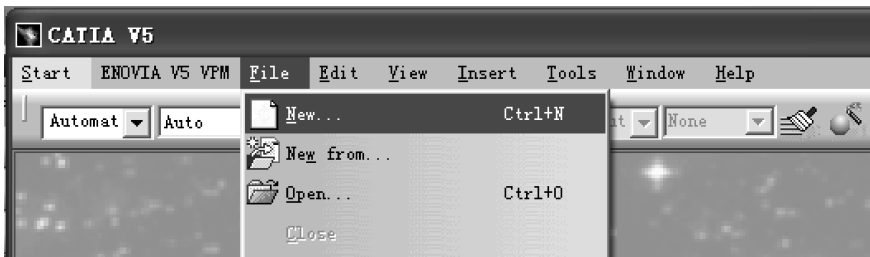 CATIA V5
Start ENOVIA V5 VPM File Edit View Insert Tools Window Help
Automat Auto None
New... Ctrl+N
New from...
Open... Ctrl+O
Close